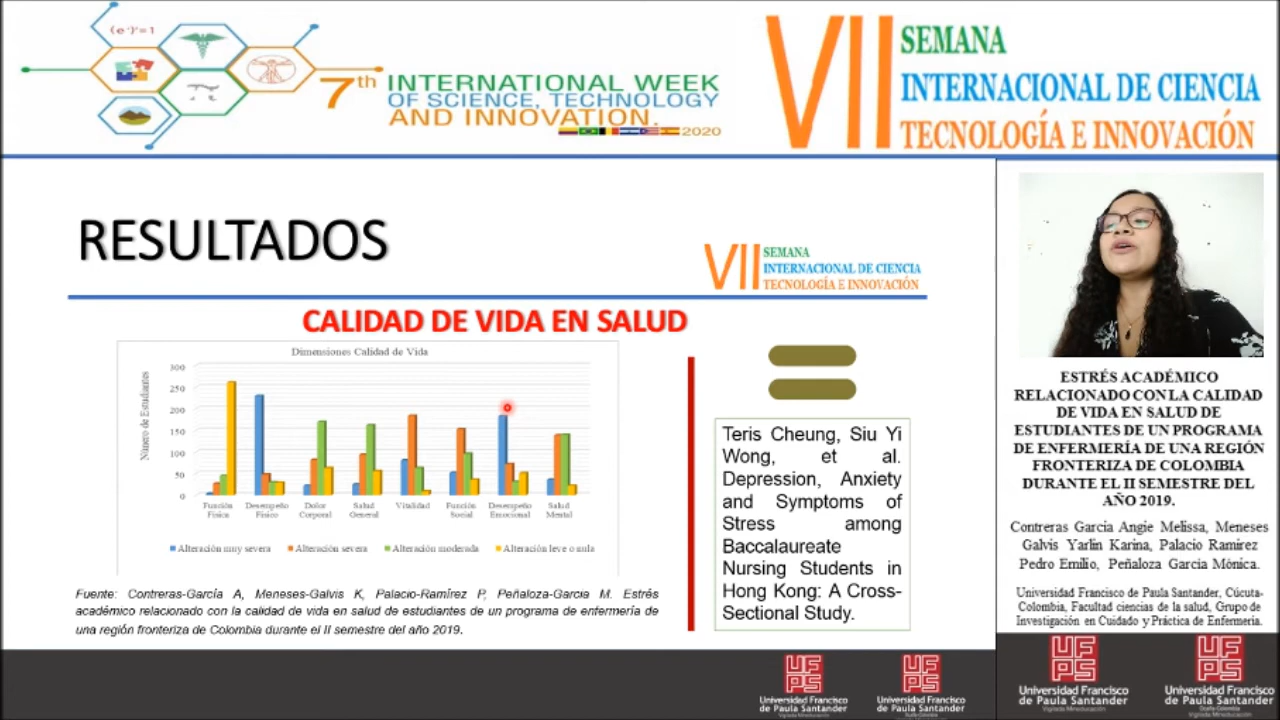 (e⁻)ⁿ=1
7th INTERNATIONAL WEEK
OF SCIENCE, TECHNOLOGY
AND INNOVATION.
2020
VII SEMANA
INTERNACIONAL DE CIENCIA
TECNOLOGÍA E INNOVACIÓN
RESULTADOS
VII SEMANA
INTERNACIONAL DE CIENCIA
TECNOLOGÍA E INNOVACIÓN
CALIDAD DE VIDA EN SALUD
Dimensiones Calidad de Vida
Número de Estudiantes
300
250
200
150
100
50
0
Función Física
Desempeño Físico
Dolor Corporal
Salud General
Vitalidad
Función Social
Desempeño Emocional
Salud Mental
Alteración muy severa
Alteración severa
Alteración moderada
Alteración leve o nula
Fuente: Contreras-García A, Meneses-Galvis K, Palacio-Ramírez P, Peñaloza-Garcia M. Estrés
académico relacionado con la calidad de vida en salud de estudiantes de un programa de enfermería de
una región fronteriza de Colombia durante el II semestre del año 2019.
Teris Cheung, Siu Yi
Wong, et al.
Depression, Anxiety
and Symptoms of
Stress among
Baccalaureate
Nursing Students in
Hong Kong: A Cross-
Sectional Study.
ESTRÉS ACADÉMICO
RELACIONADO CON LA CALIDAD
DE VIDA EN SALUD DE
ESTUDIANTES DE UN PROGRAMA
DE ENFERMERÍA DE UNA REGIÓN
FRONTERIZA DE COLOMBIA
DURANTE EL II SEMESTRE DEL
AÑO 2019.
Contreras García Angie Melissa, Meneses
Galvis Yarlin Karina, Palacio Ramirez
Pedro Emilio, Peñaloza Garcia Mónica.
Universidad Francisco de Paula Santander, Cúcuta-
Colombia, Facultad ciencias de la salud, Grupo de
Investigación en Cuidado y Práctica de Enfermería.
UFPS
Universidad Francisco
de Paula Santander
Vigilada Mineducación
UFPS
Universidad Francisco
de Paula Santander
UFPS
Universidad Francisco
de Paula Santander
Vigilada Mineducación
UFPS
Universidad Francisco
de Paula Santander